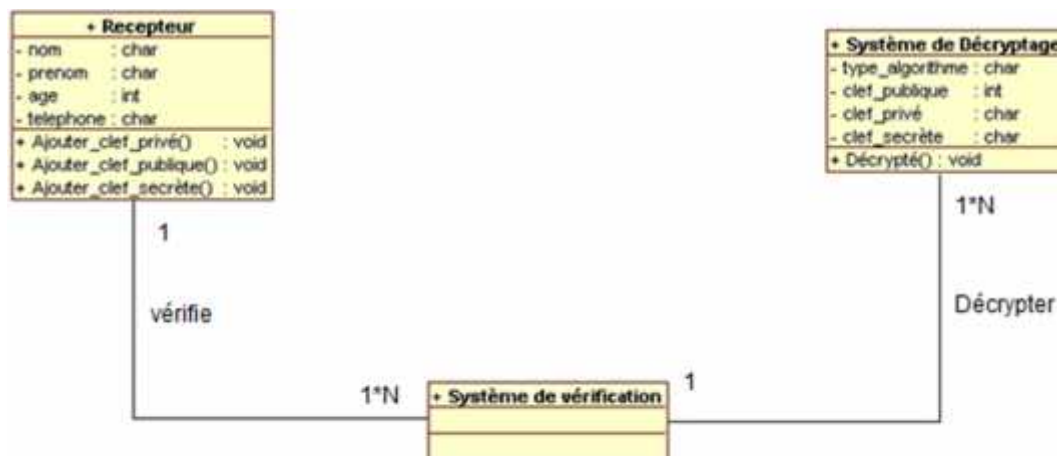 + Recepteur
- nom : char
- prenom : char
- age : int
- telephone : char
+ Ajouter_clef_privé() : void
+ Ajouter_clef_publique() : void
+ Ajouter_clef_secrète() : void
+ Système de Décryptage
- type_algorithme : char
- clef_publique : int
- clef_privé : char
- clef_secrète : char
+ Décrypté() : void
1
1*N
vérifie
Décrypter
1*N
+ Système de vérification
1